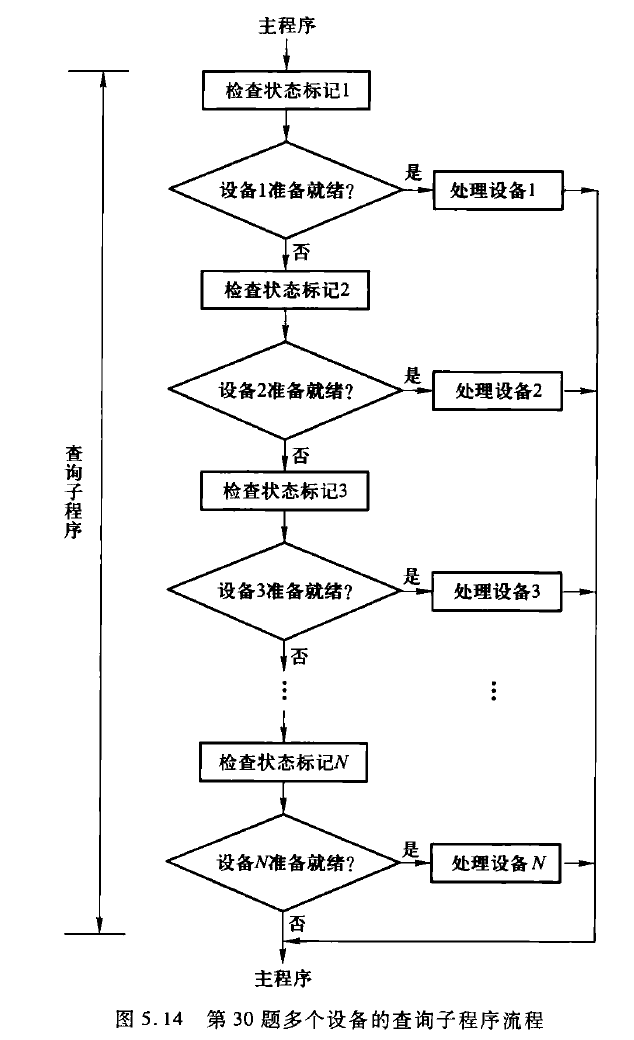 主程序
检查状态标记1
设备1准备就绪?
是
处理设备1
否
检查状态标记2
设备2准备就绪?
是
处理设备2
否
检查状态标记3
设备3准备就绪?
是
处理设备3
否
⋮
⋮
检查状态标记N
设备N准备就绪?
是
处理设备N
否
主程序
查询子程序
图 5.14 第 30 题多个设备的查询子程序流程